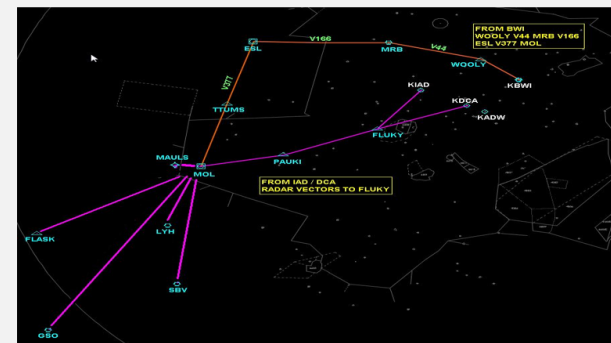 FROM BWI
WOOLY V44 MRB V166
ESL V377 MOL
V166
ESL
MRB
V44
WOOLY
KIAD
.KBWI
KDCA
V377
TTUMS
KADW
FLUKY
MAULS
PAUKI
MOL
FROM IAD / DCA
RADAR VECTORS TO FLUKY
LYH
FLASK
SBV
GSO